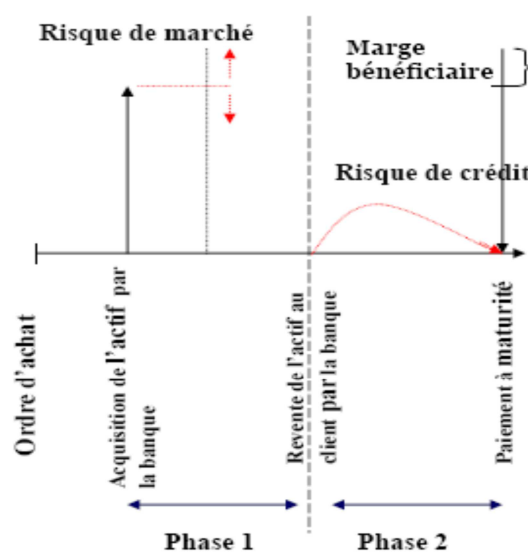 Risque de marché
Marge
bénéficiaire
Risque de crédit
Ordre d'achat
Acquisition de l'actif par
la banque
Revente de l'actif au
client par la banque
Paiement à maturité
Phase 1
Phase 2